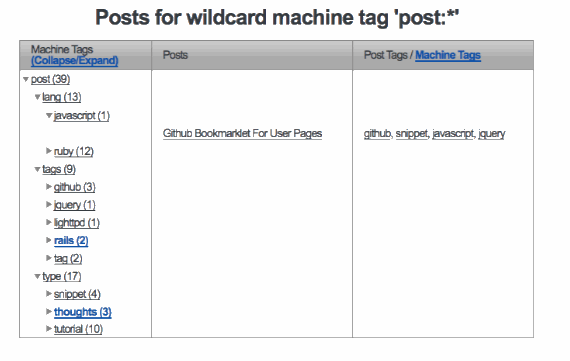 Posts for wildcard machine tag 'post:*'
Machine Tags
(Collapse/Expand)
Posts
Post Tags / Machine Tags
post (39)
lang (13)
javascript (1)
Github Bookmarklet For User Pages
github, snippet, javascript, jquery
ruby (12)
tags (9)
github (3)
jquery (1)
lighttpd (1)
rails (2)
tag (2)
type (17)
snippet (4)
thoughts (3)
tutorial (10)